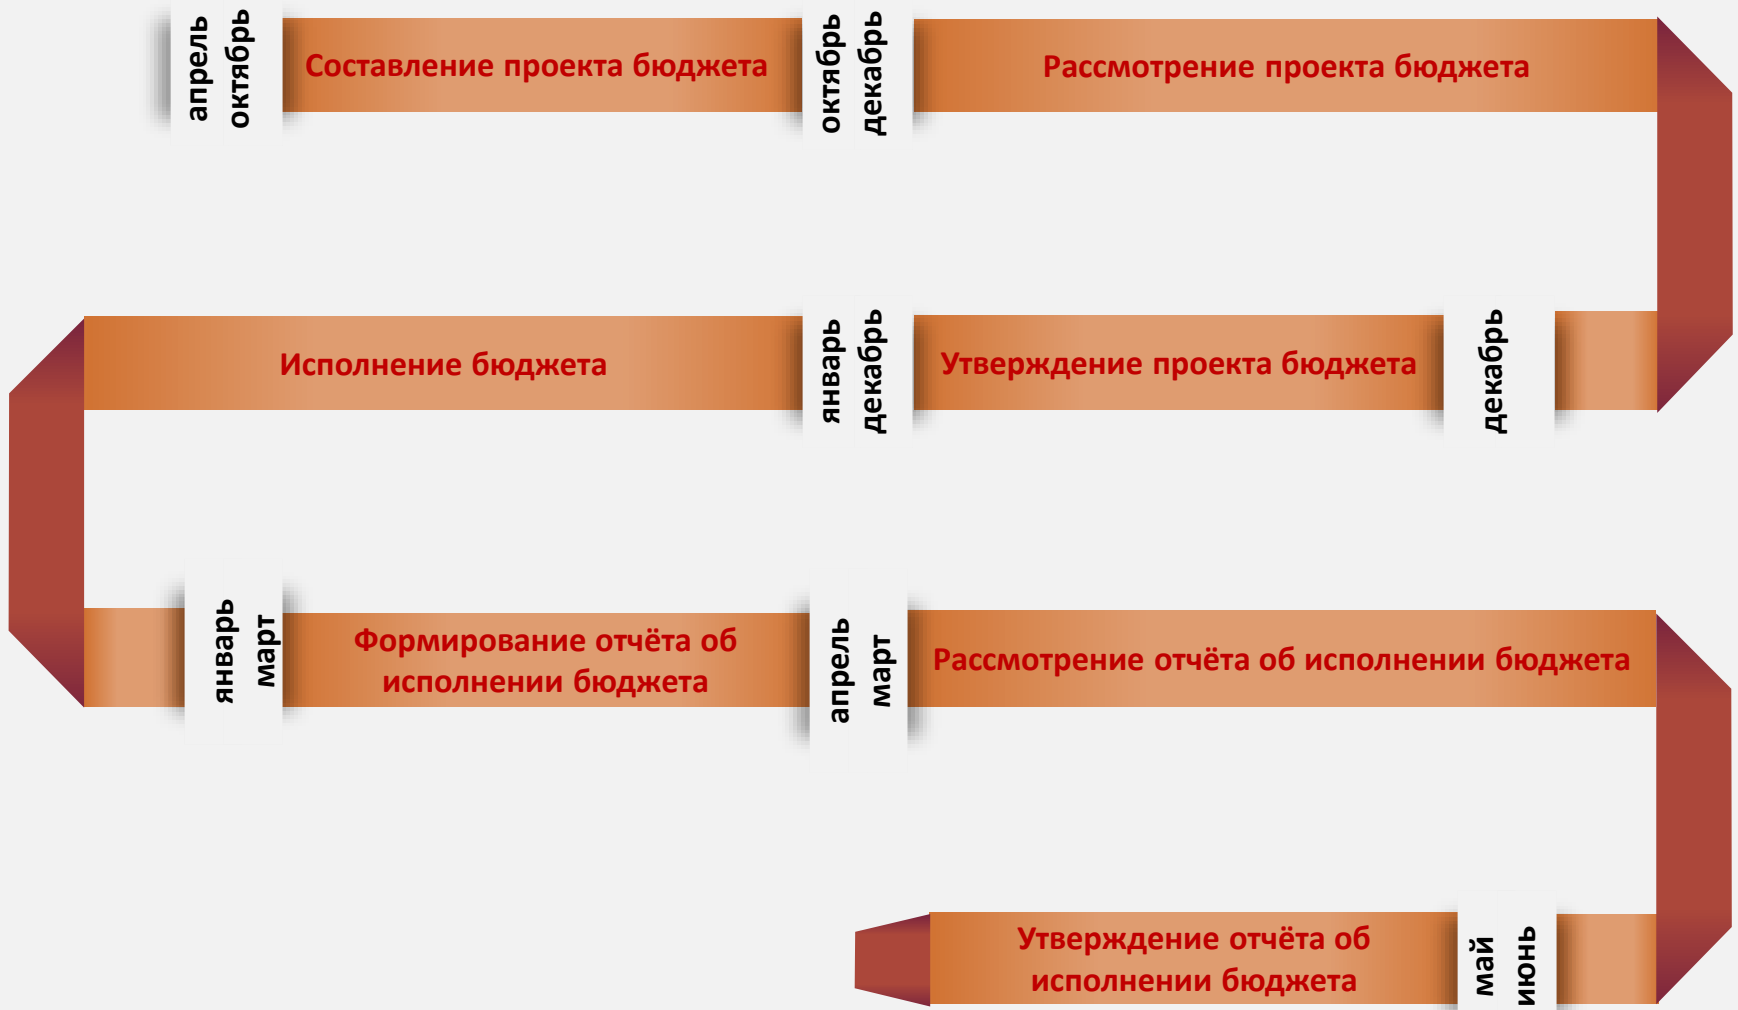 апрель
октябрь
Составление проекта бюджета
октябрь
декабрь
Рассмотрение проекта бюджета
декабрь
Утверждение проекта бюджета
январь
декабрь
Исполнение бюджета
январь
март
Формирование отчёта об
исполнении бюджета
апрель
март
Рассмотрение отчёта об исполнении бюджета
май
июнь
Утверждение отчёта об
исполнении бюджета